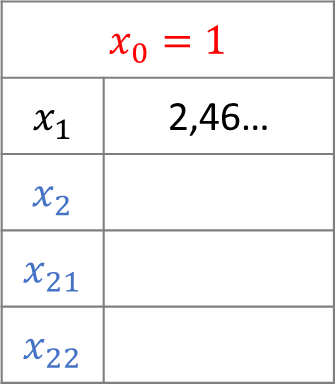 x₀ = 1
x₁ 2,46...
x₂
x₂₁
x₂₂